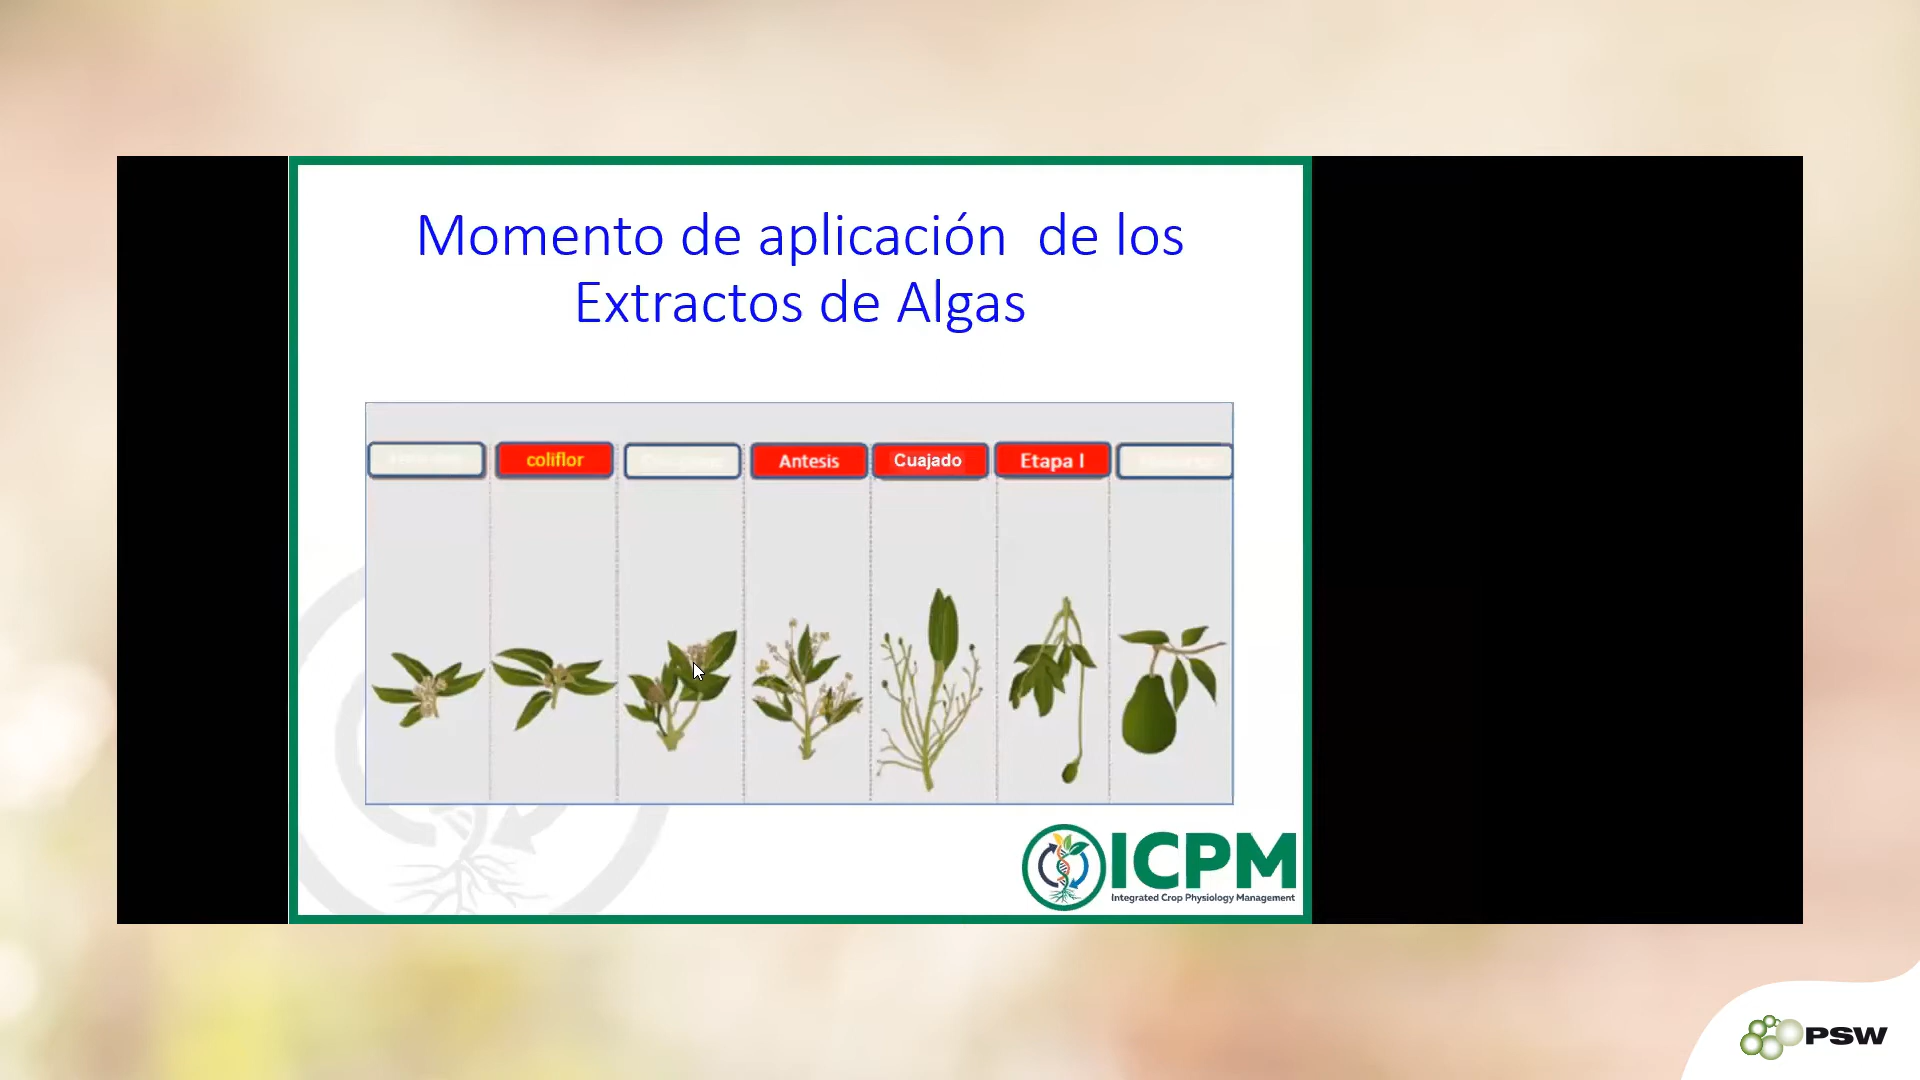 Momento de aplicación de los
Extractos de Algas
coliflor
Antesis
Cuajado
Etapa I
ICPM
Integrated Crop Physiology Management
PSW